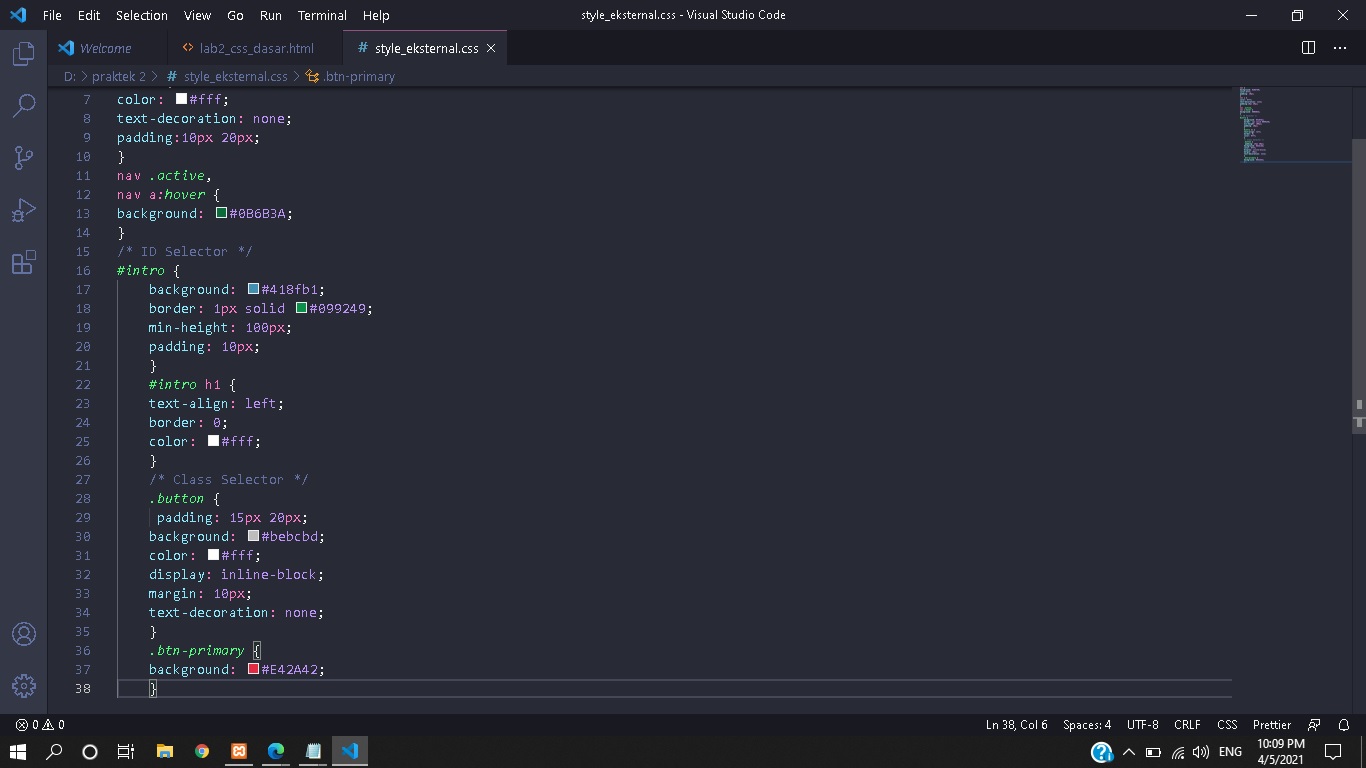 File Edit Selection View Go Run Terminal Help style_eksternal.css - Visual Studio Code
Welcome <> lab2_css_dasar.html # style_eksternal.css ×
D: > praktek 2 > # style_eksternal.css > .btn-primary
7 color: #fff;
8 text-decoration: none;
9 padding:10px 20px;
10 }
11 nav .active,
12 nav a:hover {
13 background: #0B6B3A;
14 }
15 /* ID Selector */
16 #intro {
17 background: #418fb1;
18 border: 1px solid #099249;
19 min-height: 100px;
20 padding: 10px;
21 }
22 #intro h1 {
23 text-align: left;
24 border: 0;
25 color: #fff;
26 }
27 /* Class Selector */
28 .button {
29 padding: 15px 20px;
30 background: #bebcbd;
31 color: #fff;
32 display: inline-block;
33 margin: 10px;
34 text-decoration: none;
35 }
36 .btn-primary {
37 background: #E42A42;
38 }
0 0 Ln 38, Col 6 Spaces: 4 UTF-8 CRLF CSS Prettier
ENG 10:09 PM
4/5/2021